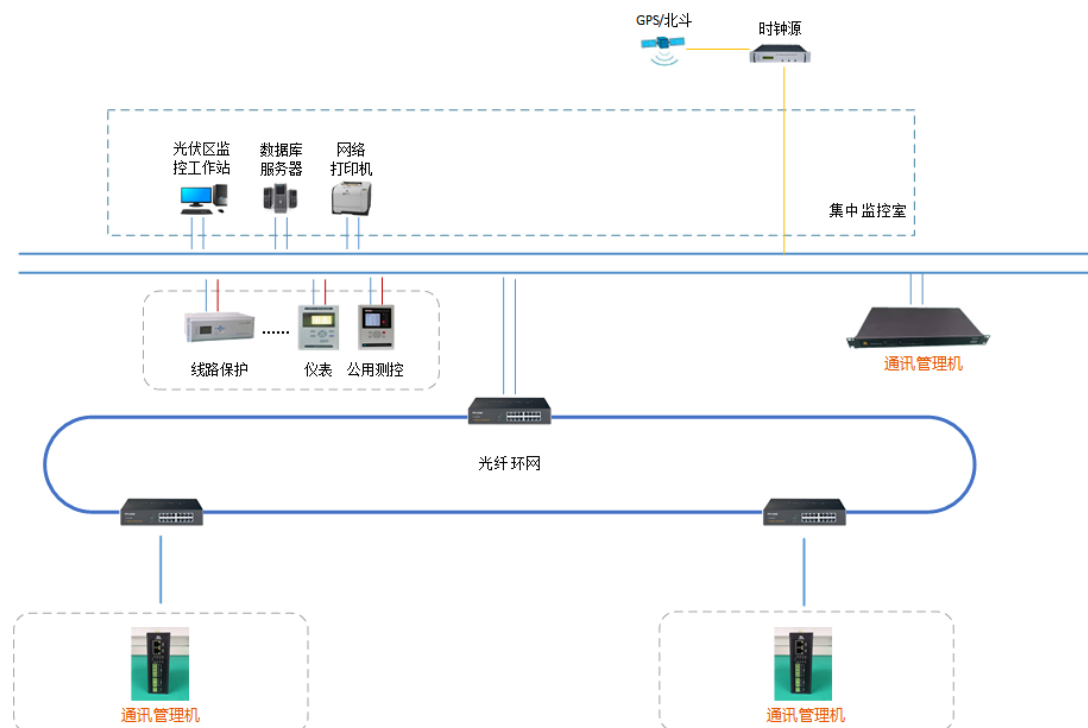 GPS/北斗
时钟源
光伏区监
控工作站
数据库
服务器
网络
打印机
集中监控室
......
线路保护
仪表
公用测控
通讯管理机
光纤环网
通讯管理机
通讯管理机